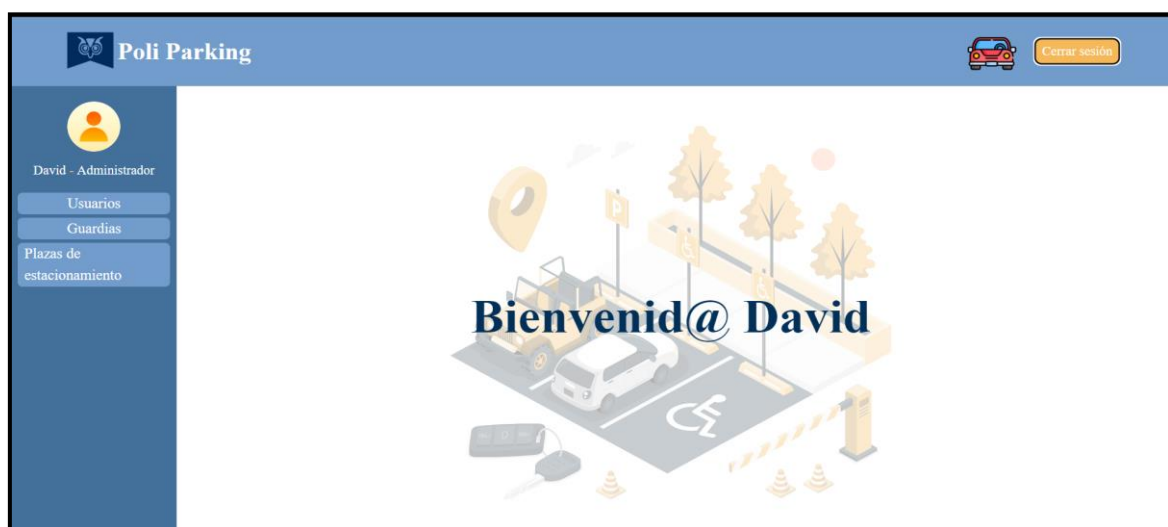 Poli Parking
Cerrar sesión
David - Administrador
Usuarios
Guardias
Plazas de
estacionamiento
P
Bienvenid@ David